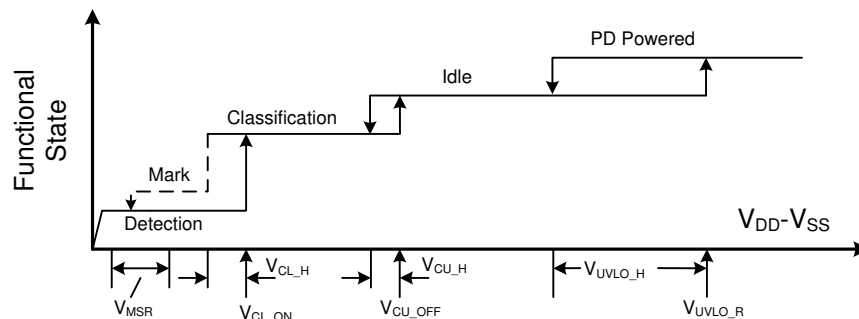 Functional
State
PD Powered
Idle
Classification
Mark
Detection
VDD-VSS
VCL_H
VCU_H
VUVLO_H
VMSR
VCL_ON
VCU_OFF
VUVLO_R